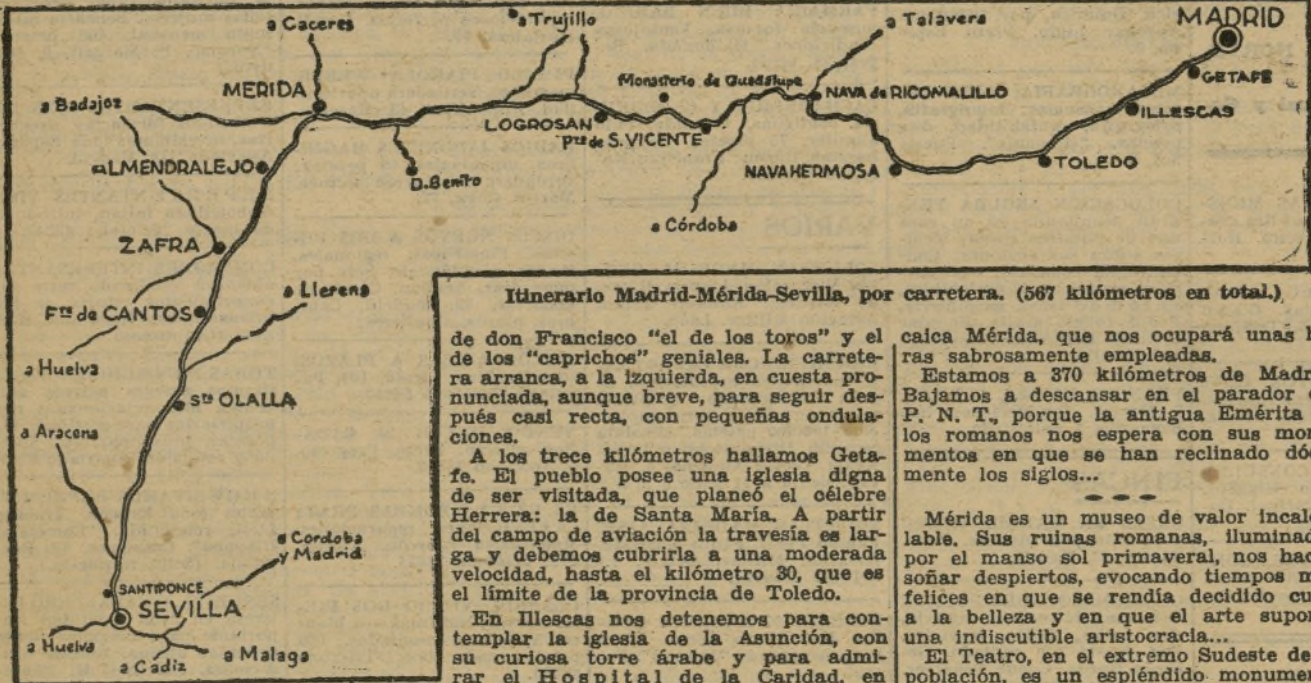 a Caceres
a Trujillo
a Talavera
MADRID
GETAFE
ILLESCAS
TOLEDO
NAVAHERMOSA
NAVA de RICOMALILLO
Monasterio de Guadalupe
Pto de S. VICENTE
LOGROSAN
a Córdoba
D. Benito
MERIDA
a Badajoz
ALMENDRALEJO
ZAFRA
Fte de CANTOS
a Llerena
a Huelva
Sta OLALLA
a Aracena
a Cordoba
y Madrid
SANTIPONCE
SEVILLA
a Huelva
a Cadiz
a Malaga
Itinerario Madrid-Mérida-Sevilla, por carretera. (567 kilómetros en total.)
de don Francisco "el de los toros" y el
de los "caprichos" geniales. La carrete-
ra arranca, a la izquierda, en cuesta pro-
nunciada, aunque breve, para seguir des-
pués casi recta, con pequeñas ondula-
ciones.
A los trece kilómetros hallamos Geta-
fe. El pueblo posee una iglesia digna
de ser visitada, que planeó el célebre
Herrera: la de Santa María. A partir
del campo de aviación la travesía es lar-
ga y debemos cubrirla a una moderada
velocidad, hasta el kilómetro 30, que es
el límite de la provincia de Toledo.
En Illescas nos detenemos para con-
templar la iglesia de la Asunción, con
su curiosa torre árabe y para admi-
rar el Hospital de la Caridad, en
caica Mérida, que nos ocupará unas
ras sabrosamente empleadas.
Estamos a 370 kilómetros de Madr
Bajamos a descansar en el parador
P. N. T., porque la antigua Emérita
los romanos nos espera con sus mon
mentos en que se han reclinado dó
mente los siglos...
Mérida es un museo de valor incal
lable. Sus ruinas romanas, iluminad
por el manso sol primaveral, nos hac
soñar despiertos, evocando tiempos m
felices en que se rendía decidido cu
a la belleza y en que el arte supo
una indiscutible aristocracia...
El Teatro, en el extremo Sudeste de
población, es un espléndido monume